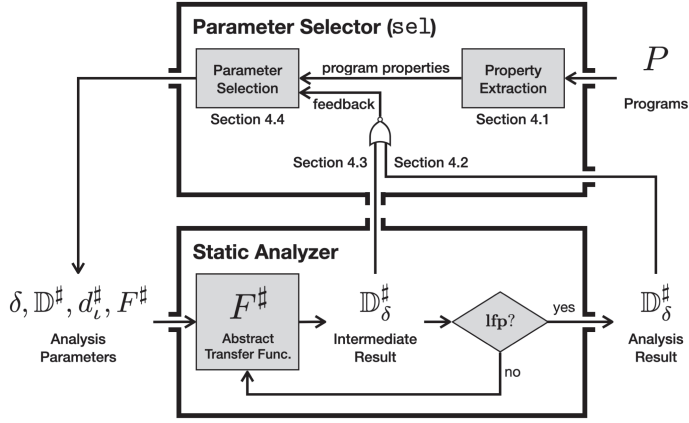 Parameter Selector (sel)
Parameter
Selection
Section 4.4
program properties
feedback
Property
Extraction
Section 4.1
P
Programs
Section 4.3
Section 4.2
Static Analyzer
δ, 𝔻♯, d♯ι, F♯
Analysis
Parameters
F♯
Abstract
Transfer Func.
𝔻♯δ
Intermediate
Result
lfp?
yes
no
𝔻♯δ
Analysis
Result